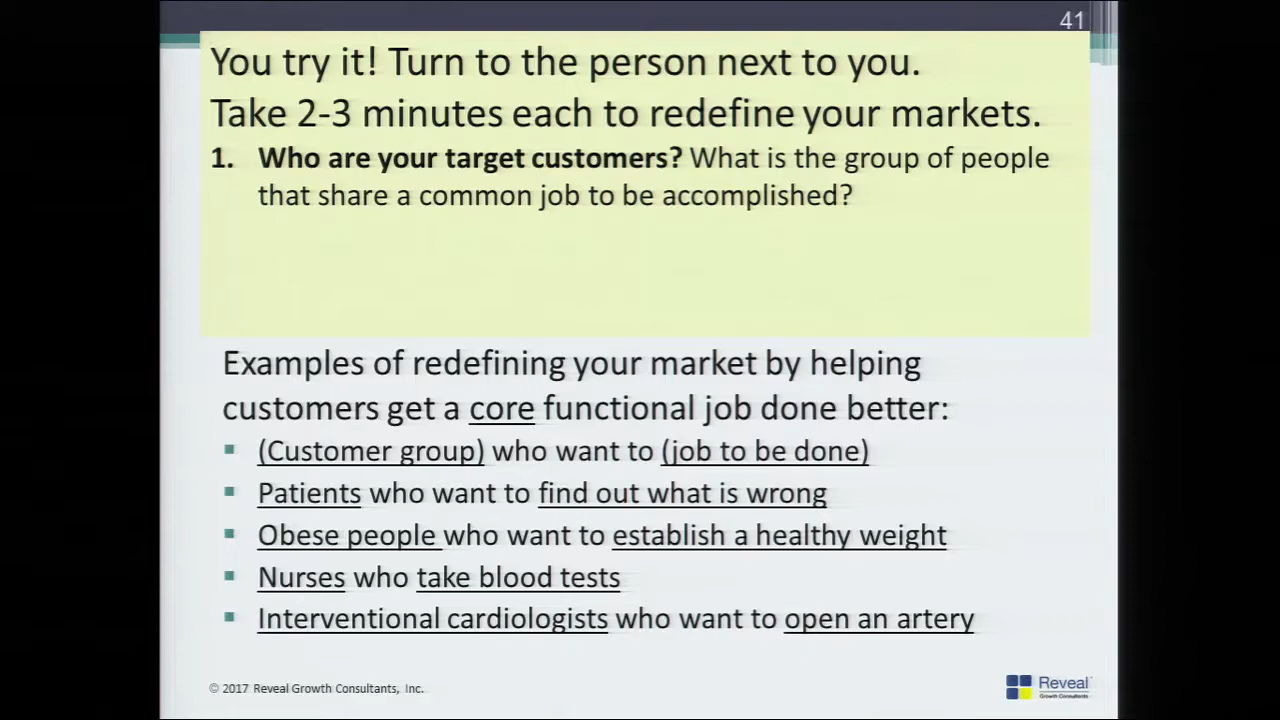 41
You try it! Turn to the person next to you.
Take 2-3 minutes each to redefine your markets.
1. Who are your target customers? What is the group of people
that share a common job to be accomplished?
Examples of redefining your market by helping
customers get a core functional job done better:
(Customer group) who want to (job to be done)
Patients who want to find out what is wrong
Obese people who want to establish a healthy weight
Nurses who take blood tests
Interventional cardiologists who want to open an artery
© 2017 Reveal Growth Consultants, Inc.
Reveal
Growth Consultants